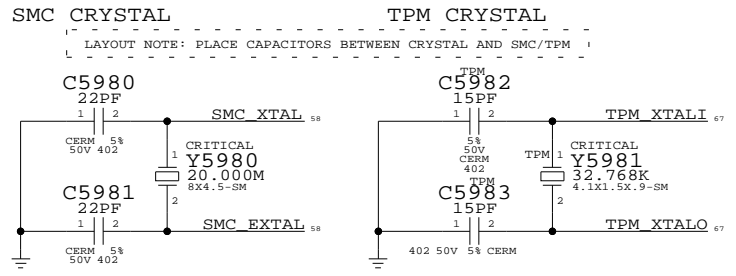 SMC CRYSTAL
TPM CRYSTAL
LAYOUT NOTE: PLACE CAPACITORS BETWEEN CRYSTAL AND SMC/TPM
C5980
22PF
1 2
CERM 5%
50V 402
SMC_XTAL 58
CRITICAL
1
Y5980
20.000M
8X4.5-SM
2
C5981
22PF
1 2
CERM 5%
50V 402
SMC_EXTAL 58
TPM
C5982
15PF
1 2
5%
50V
CERM
402
TPM_XTALI 67
CRITICAL
TPM 1
Y5981
32.768K
4.1X1.5X.9-SM
2
TPM
C5983
15PF
1 2
402 50V 5% CERM
TPM_XTALO 67